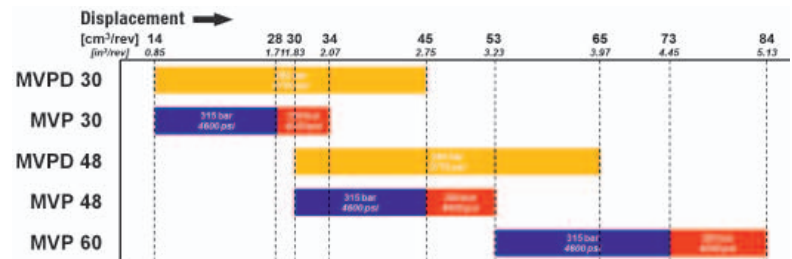 Displacement
[cm³/rev] 14 28 30 34 45 53 65 73 84
[in³/rev] 0.85 1.71 1.83 2.07 2.75 3.23 3.97 4.45 5.13
MVPD 30
MVP 30
315 bar
4600 psi
MVPD 48
MVP 48
315 bar
4600 psi
MVP 60
315 bar
4600 psi